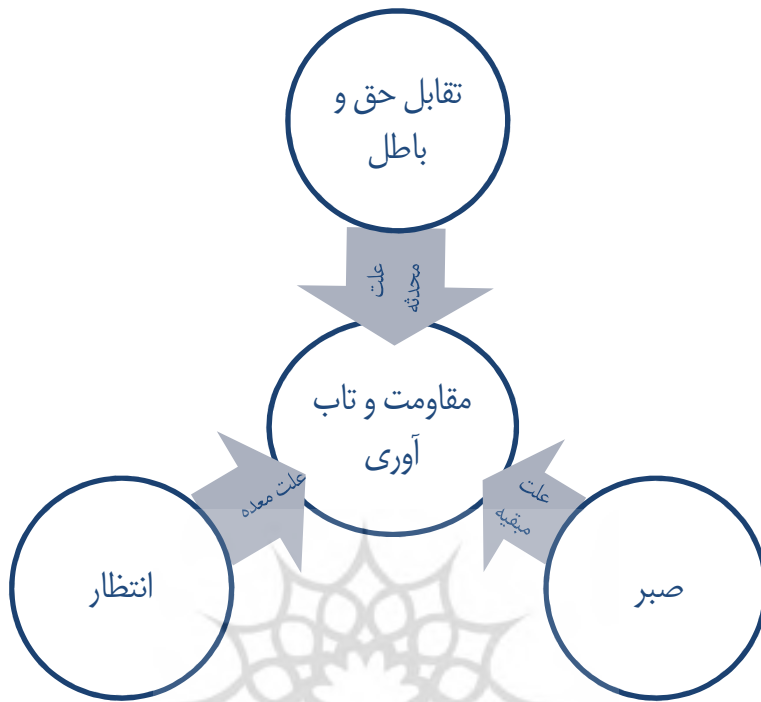 تقابل حق و
باطل
علت
محدثه
مقاومت و تاب
آوری
علت
مبقیه
علت معده
صبر
انتظار